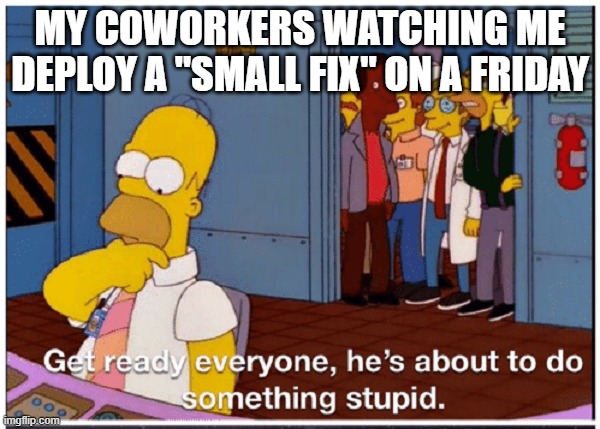 MY COWORKERS WATCHING ME
DEPLOY A "SMALL FIX" ON A FRIDAY
Get ready everyone, he's about to do
something stupid.
imgflip.com